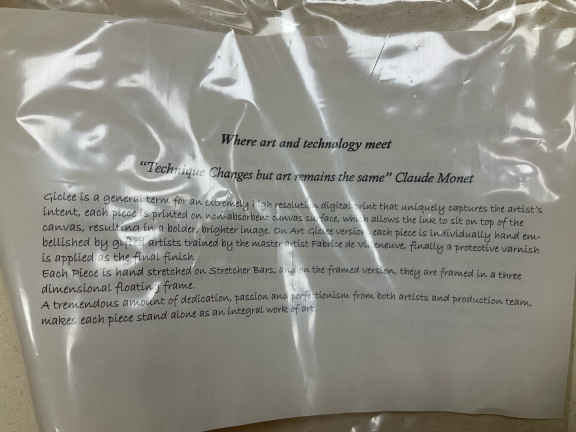 Where art and technology meet
"Technique Changes but art remains the same" Claude Monet
Giclee is a general term for an extremely high resolution digital print that uniquely captures the artist's
intent, each piece is printed on non-absorbent canvas surface, which allows the ink to sit on top of the
canvas, resulting in a bolder, brighter image. On Art Giclee version each piece is individually hand em-
bellished by gifted artists trained by the master artist Fabrice de Villeneuve, finally a protective varnish
is applied as the final finish.
Each Piece is hand stretched on Stretcher Bars, and on the framed version, they are framed in a three
dimensional floating frame.
A tremendous amount of dedication, passion and perfectionism from both artists and production team,
makes each piece stand alone as an integral work of art